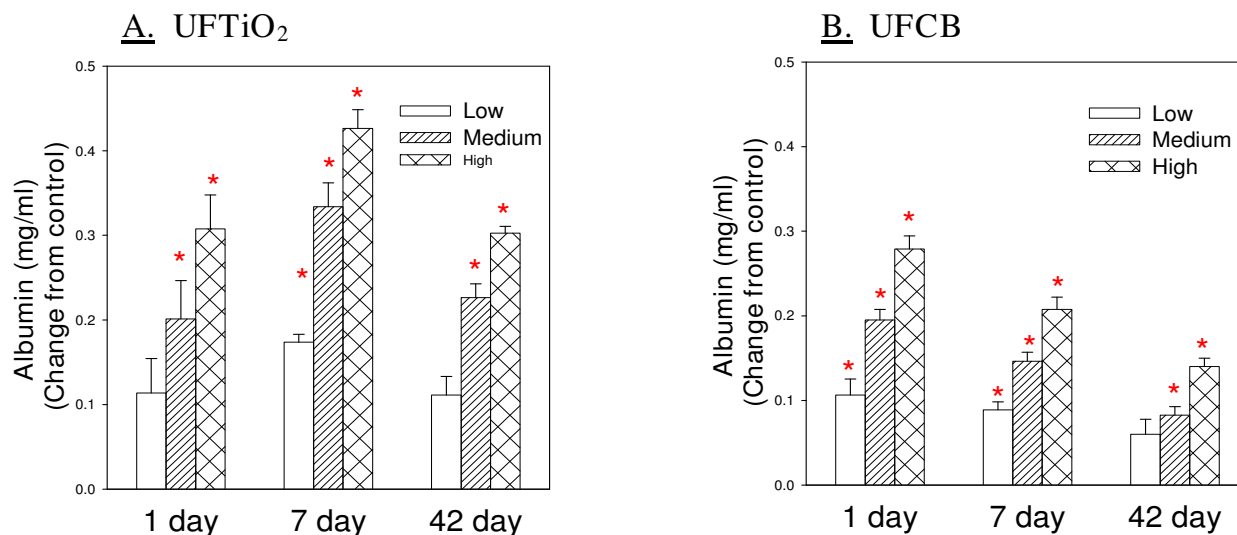 A. UFTiO₂
0.5
0.4
0.3
0.2
0.1
0.0
Albumin (mg/ml)
(Change from control)
Low
Medium
High
*
*
*
*
*
*
*
1 day 7 day 42 day
B. UFCB
0.5
0.4
0.3
0.2
0.1
0.0
Albumin (mg/ml)
(Change from control)
Low
Medium
High
*
*
*
*
*
*
*
*
1 day 7 day 42 day